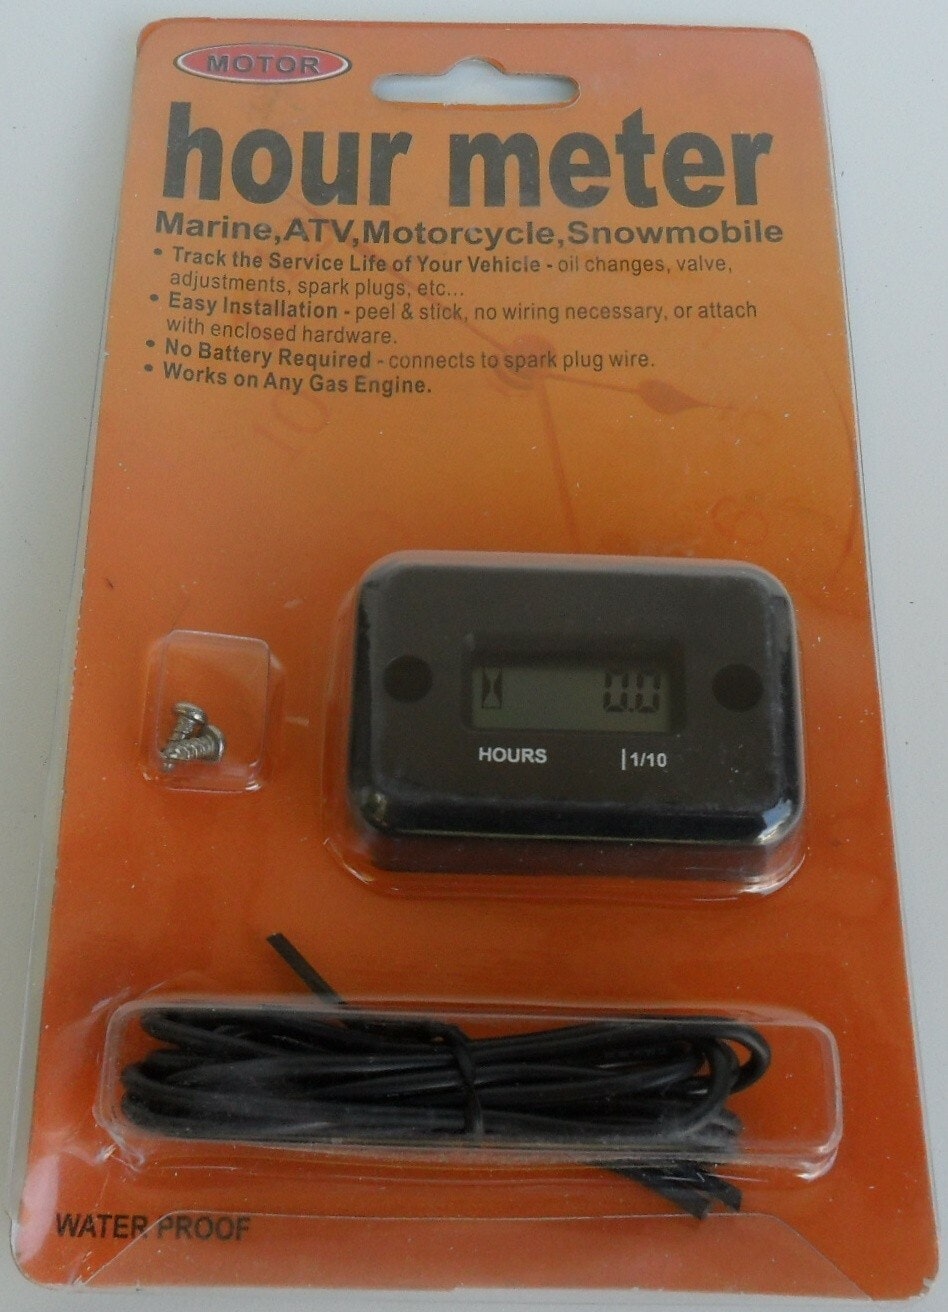 MOTOR
hour meter
Marine,ATV,Motorcycle,Snowmobile
• Track the Service Life of Your Vehicle - oil changes, valve,
adjustments, spark plugs, etc...
• Easy Installation - peel & stick, no wiring necessary, or attach
with enclosed hardware.
• No Battery Required - connects to spark plug wire.
• Works on Any Gas Engine.
0.0
HOURS |1/10
WATER PROOF